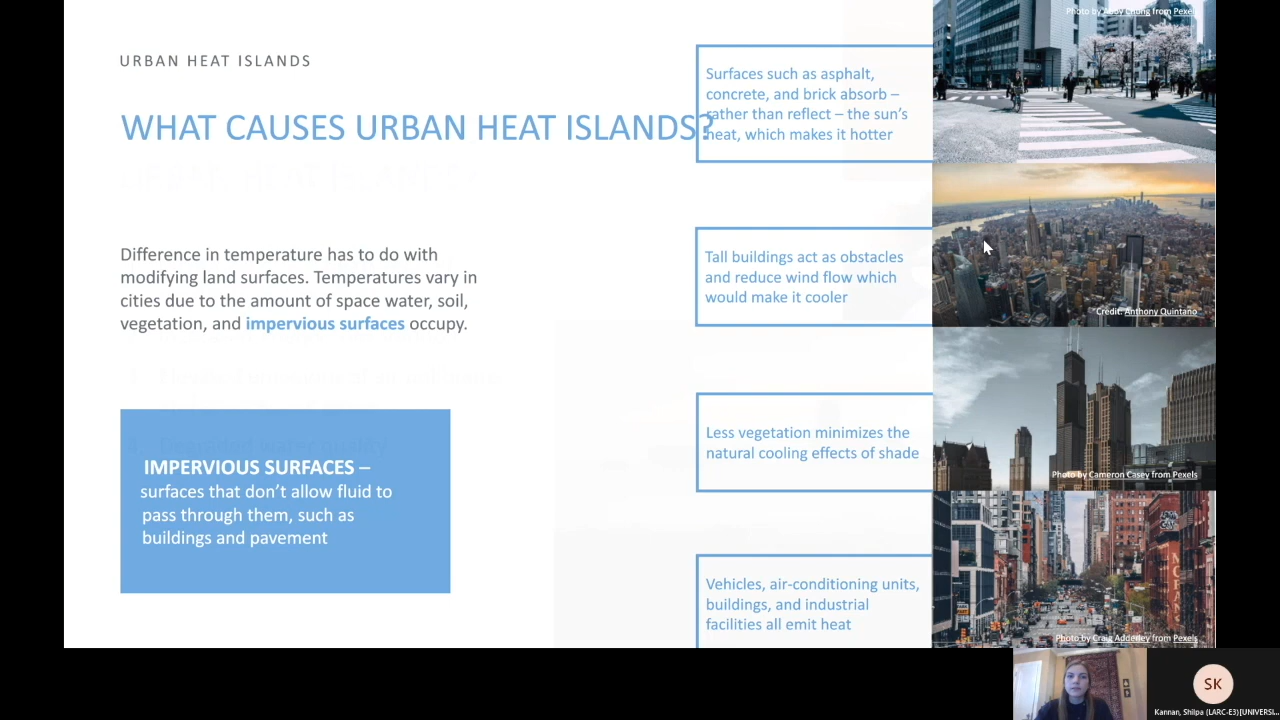 URBAN HEAT ISLANDS
WHAT CAUSES URBAN HEAT ISLANDS?
Difference in temperature has to do with
modifying land surfaces. Temperatures vary in
cities due to the amount of space water, soil,
vegetation, and impervious surfaces occupy.
IMPERVIOUS SURFACES –
surfaces that don't allow fluid to
pass through them, such as
buildings and pavement
Surfaces such as asphalt,
concrete, and brick absorb –
rather than reflect – the sun's
heat, which makes it hotter
Tall buildings act as obstacles
and reduce wind flow which
would make it cooler
Less vegetation minimizes the
natural cooling effects of shade
Vehicles, air-conditioning units,
buildings, and industrial
facilities all emit heat
Photo by Chong from Pexels
Credit: Anthony Quintano
Photo by Cameron Casey from Pexels
Photo by Craig Adderley from Pexels
SK
Kannan, Shilpa (LARC-E3)[UNIVERSI...